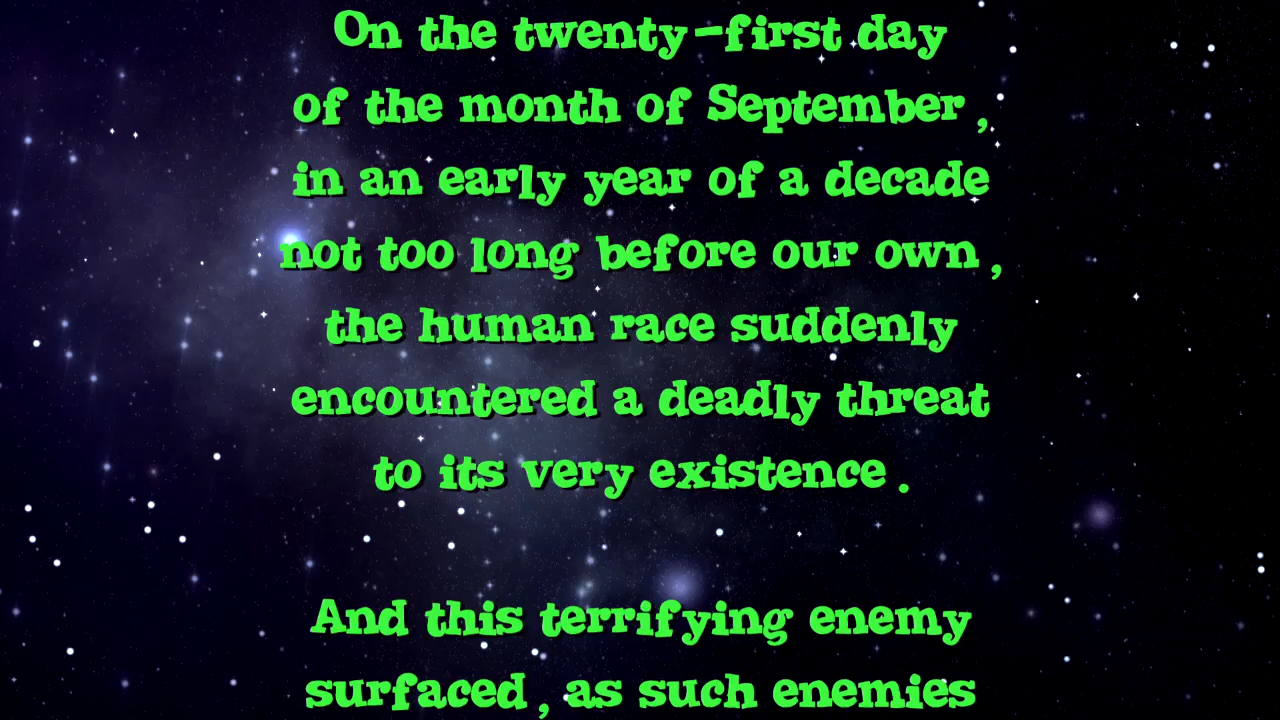 On the twenty-first day
of the month of September,
in an early year of a decade
not too long before our own,
the human race suddenly
encountered a deadly threat
to its very existence.
And this terrifying enemy
surfaced, as such enemies